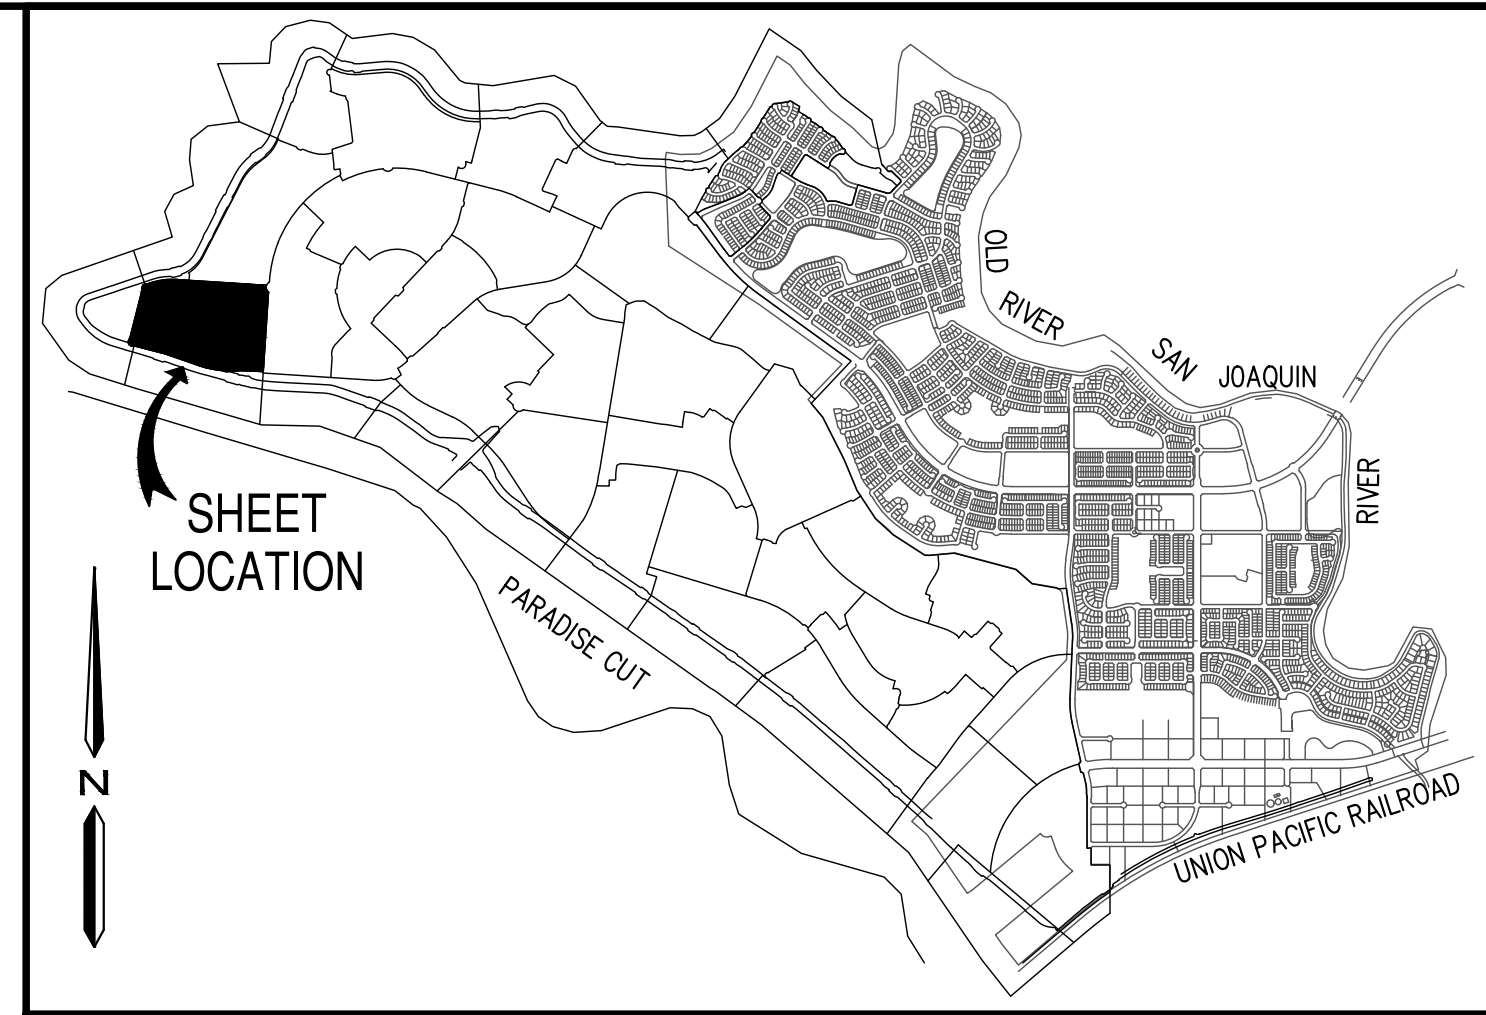 OLD
RIVER
SAN
JOAQUIN
RIVER
SHEET
LOCATION
PARADISE CUT
N
UNION PACIFIC RAILROAD